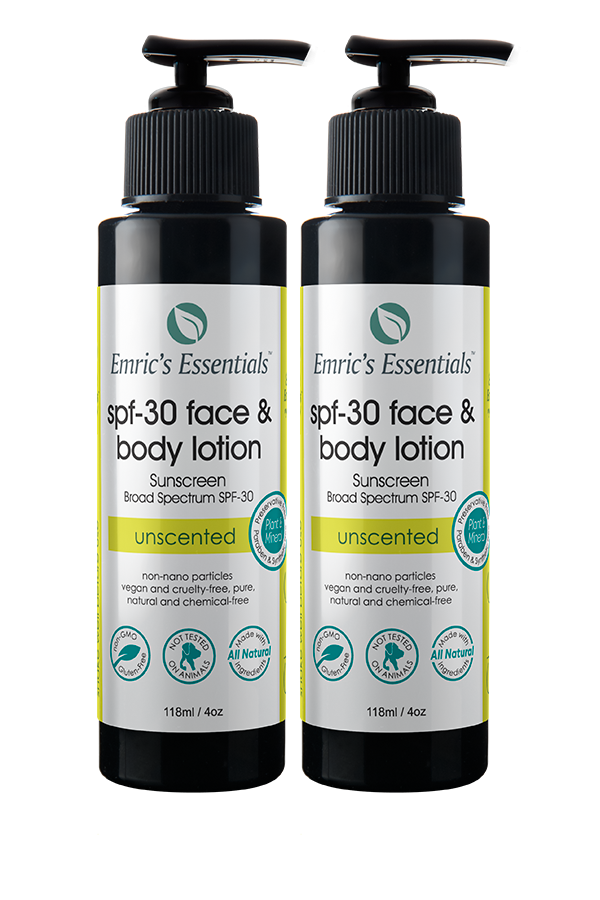 Emric's Essentials™
spf-30 face &
body lotion
Sunscreen
Broad Spectrum SPF-30
unscented
Plant &
Mineral
non-nano particles
vegan and cruelty-free, pure,
natural and chemical-free
non-GMO
Gluten-Free
NOT TESTED
ON ANIMALS
Made with
All Natural
Ingredients
118ml / 4oz
Emric's Essentials™
spf-30 face &
body lotion
Sunscreen
Broad Spectrum SPF-30
unscented
Preservative
Plant &
Mineral
Paraben &
non-nano particles
vegan and cruelty-free, pure,
natural and chemical-free
non-GMO
Gluten-Free
NOT TESTED
ON ANIMALS
Made with
All Natural
Ingredients
118ml / 4oz